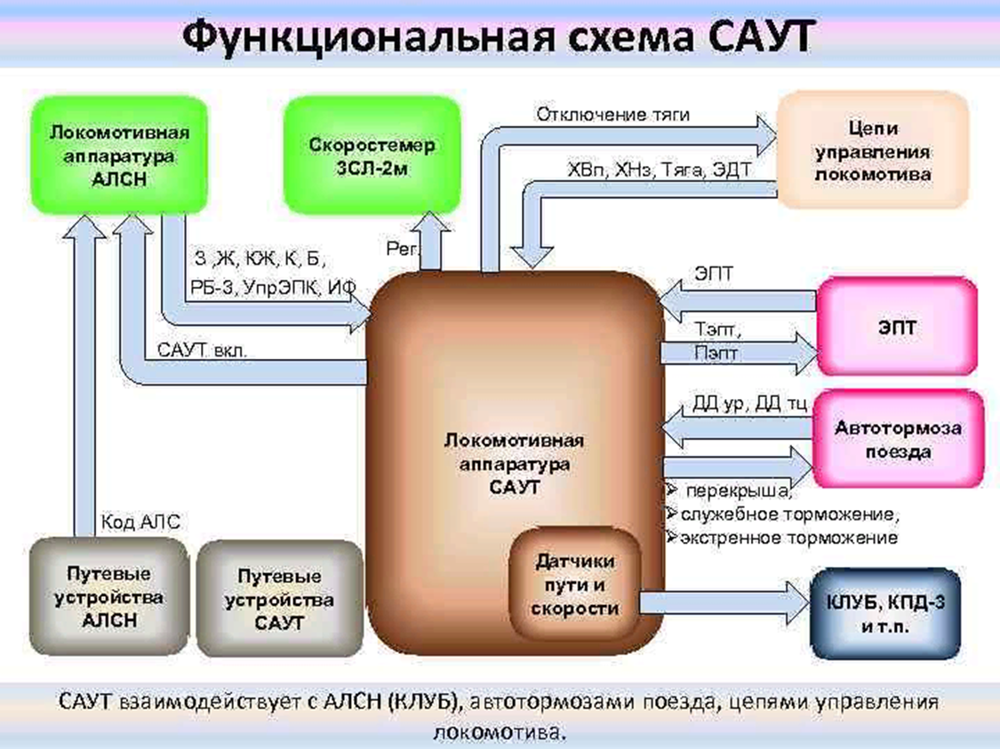 Функциональная схема САУТ
Локомотивная
аппаратура
АЛСН
Скоростемер
3СЛ-2м
Отключение тяги
ХВп, ХНз, Тяга, ЭДТ
Цепи
управления
локомотива
З ,Ж, КЖ, К, Б,
РБ-З, УпрЭПК, ИФ
Рег.
САУТ вкл.
ЭПТ
Тэпт,
Пэпт
ЭПТ
ДД ур, ДД тц
Автотормоза
поезда
Локомотивная
аппаратура
САУТ
перекрыша,
служебное торможение,
экстренное торможение
Код АЛС
Путевые
устройства
АЛСН
Путевые
устройства
САУТ
Датчики
пути и
скорости
КЛУБ, КПД-3
и т.п.
САУТ взаимодействует с АЛСН (КЛУБ), автотормозами поезда, цепями управления
локомотива.